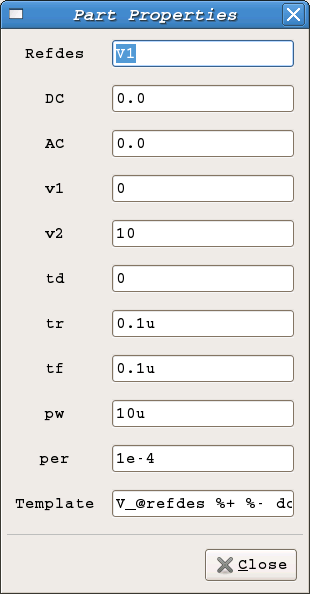 Part Properties
Refdes V1
DC 0.0
AC 0.0
v1 0
v2 10
td 0
tr 0.1u
tf 0.1u
pw 10u
per 1e-4
Template V_@refdes %+ %- dc
Close